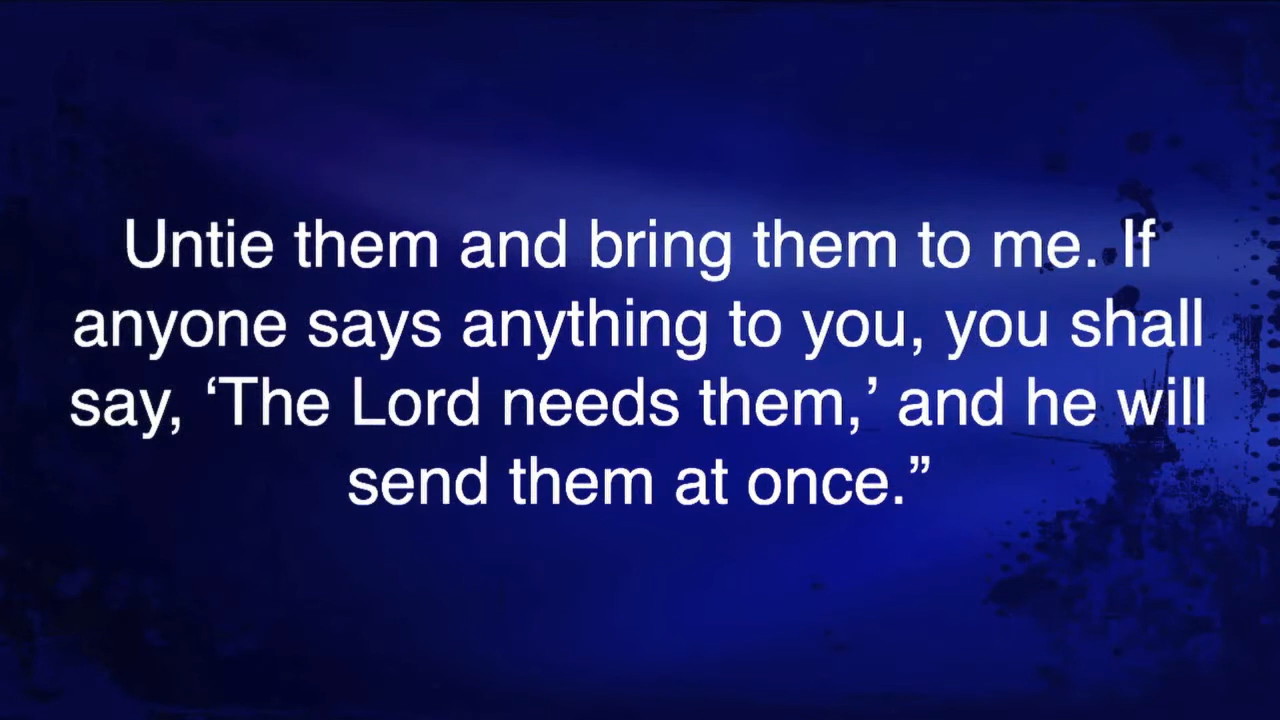 Untie them and bring them to me. If
anyone says anything to you, you shall
say, ‘The Lord needs them,’ and he will
send them at once.”